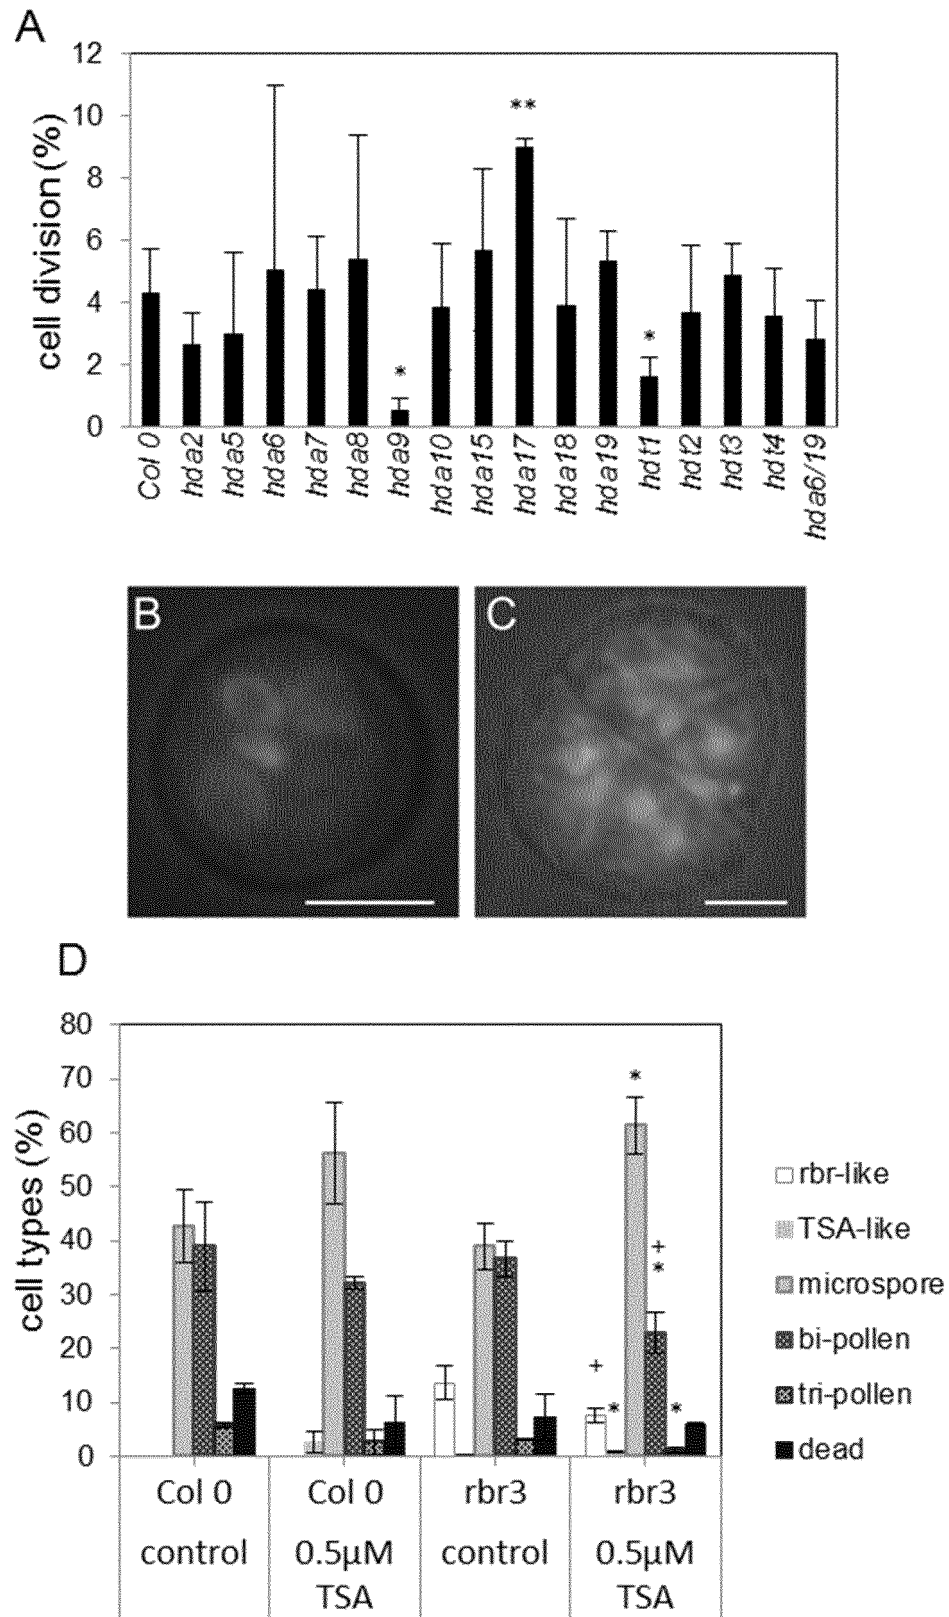 A
12
10
8
6
4
2
0
cell division (%)
**
*
*
Col 0
hda2
hda5
hda6
hda7
hda8
hda9
hda10
hda15
hda17
hda18
hda19
hdt1
hdt2
hdt3
hdt4
hda6/19
B
C
D
80
70
60
50
40
30
20
10
0
cell types (%)
*
+
*
+
*
*
rbr-like
TSA-like
microspore
bi-pollen
tri-pollen
dead
Col 0 Col 0 rbr3 rbr3
control 0.5µM control 0.5µM
TSA TSA